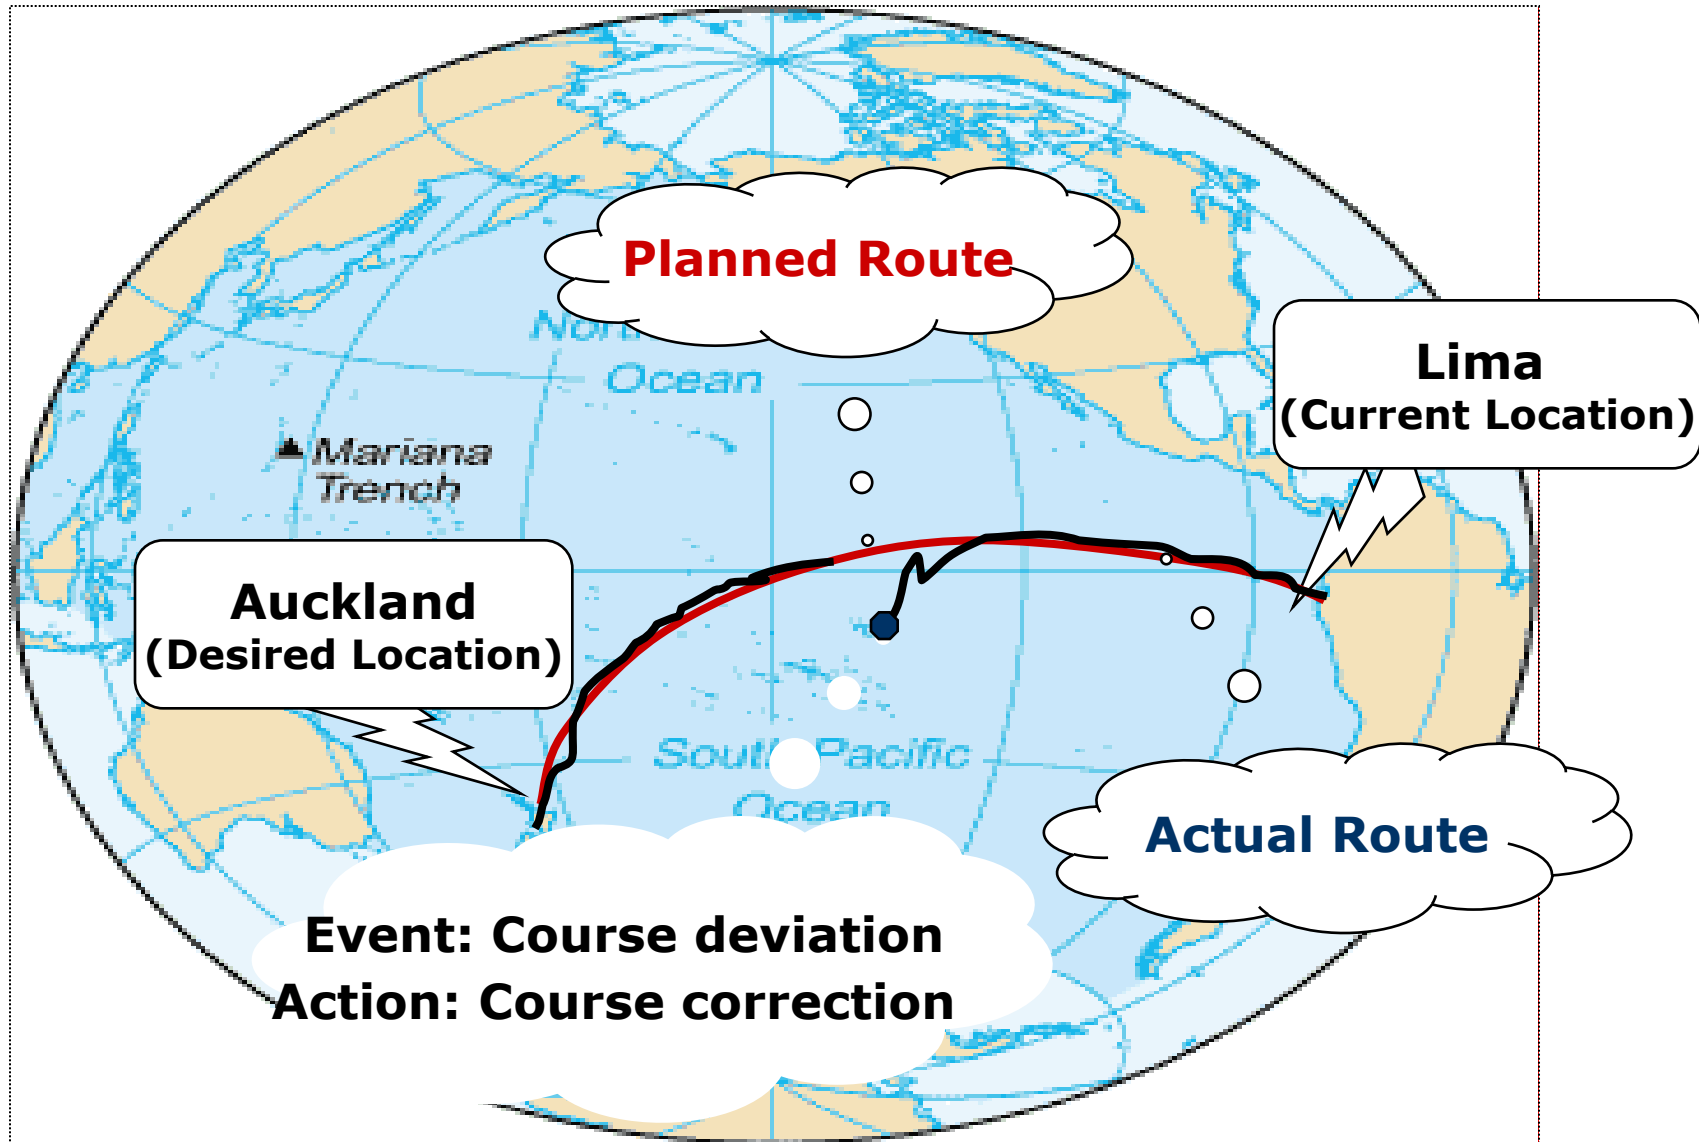 Planned Route
Ocean
Lima
(Current Location)
Mariana
Trench
Auckland
(Desired Location)
South Pacific
Ocean
Actual Route
Event: Course deviation
Action: Course correction